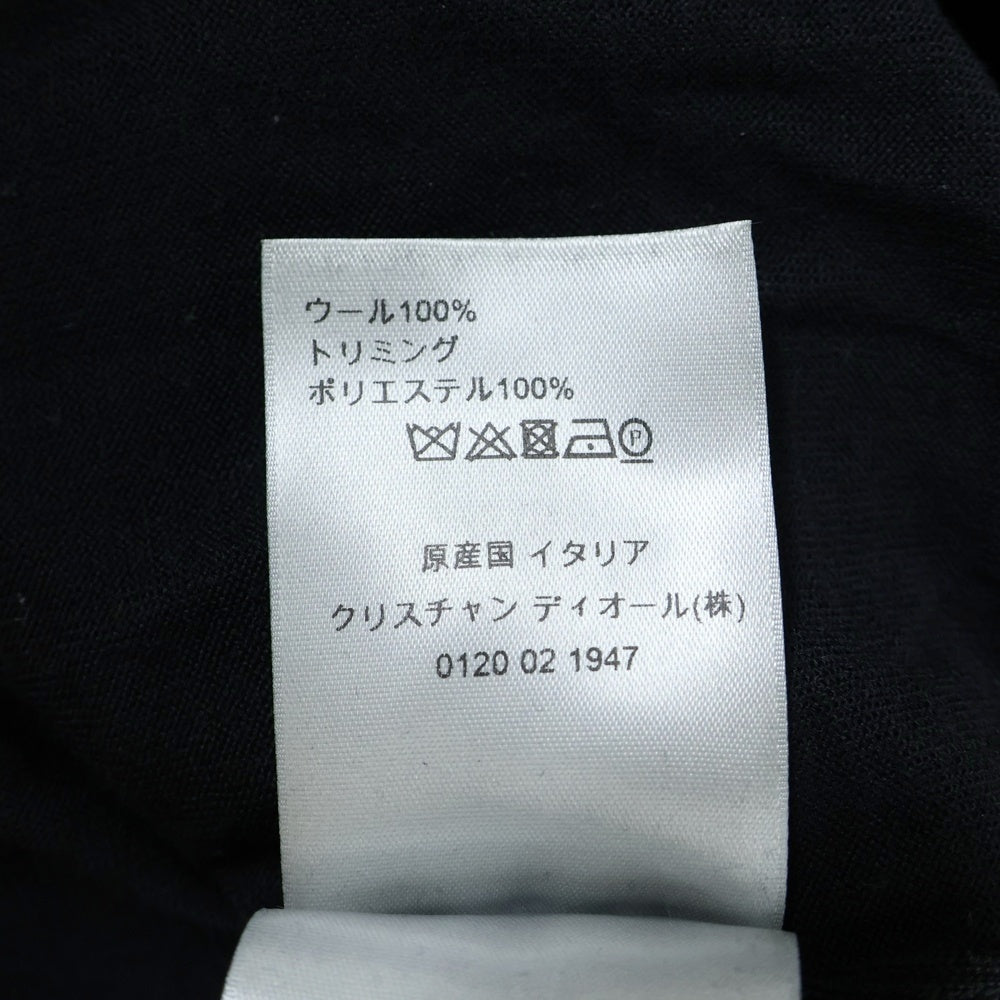 ウール100%
トリミング
ポリエステル100%
P
原産国 イタリア
クリスチャン ディオール(株)
0120 02 1947